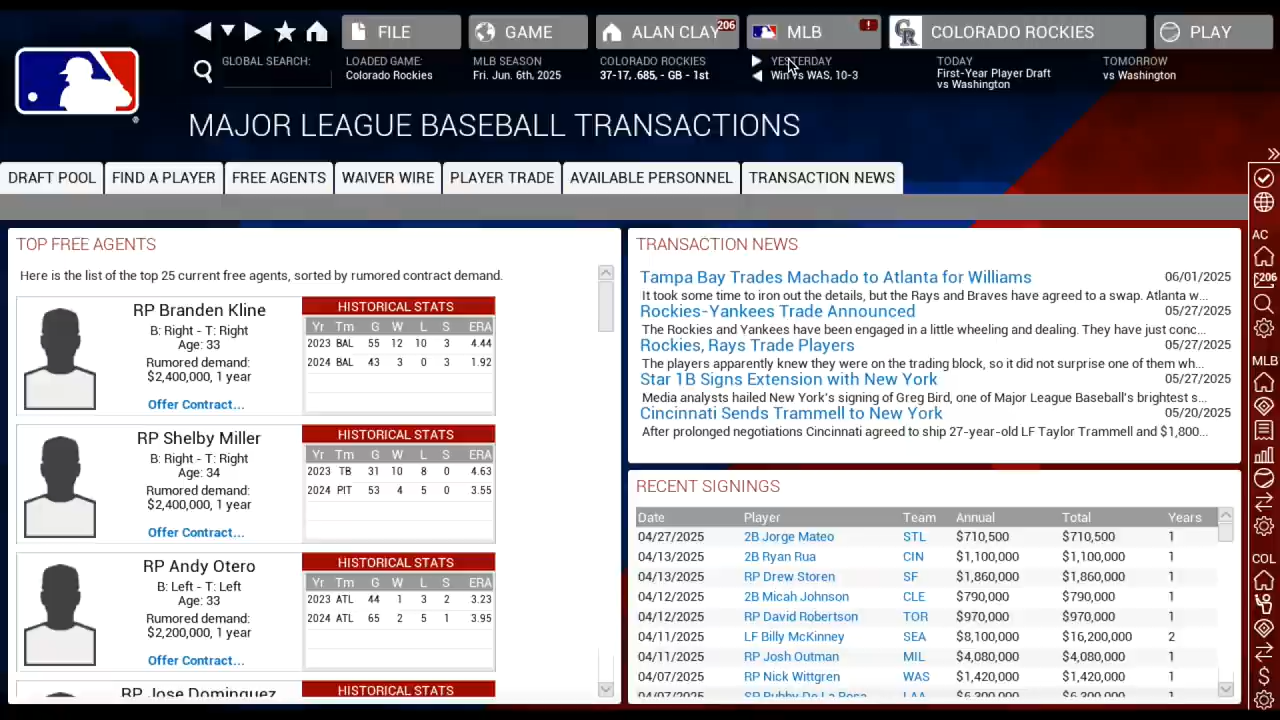 FILE
GAME
ALAN CLAY
206
MLB
!
COLORADO ROCKIES
PLAY
GLOBAL SEARCH:
LOADED GAME:
Colorado Rockies
MLB SEASON
Fri. Jun. 6th, 2025
COLORADO ROCKIES
37-17, .685, - GB - 1st
YESTERDAY
Win vs WAS, 10-3
TODAY
First-Year Player Draft
vs Washington
TOMORROW
vs Washington
MAJOR LEAGUE BASEBALL TRANSACTIONS
DRAFT POOL
FIND A PLAYER
FREE AGENTS
WAIVER WIRE
PLAYER TRADE
AVAILABLE PERSONNEL
TRANSACTION NEWS
TOP FREE AGENTS
Here is the list of the top 25 current free agents, sorted by rumored contract demand.
RP Branden Kline
B: Right - T: Right
Age: 33
Rumored demand:
$2,400,000, 1 year
Offer Contract...
HISTORICAL STATS
Yr Tm G W L S ERA
2023 BAL 55 12 10 3 4.44
2024 BAL 43 3 0 3 1.92
RP Shelby Miller
B: Right - T: Right
Age: 34
Rumored demand:
$2,400,000, 1 year
Offer Contract...
HISTORICAL STATS
Yr Tm G W L S ERA
2023 TB 31 10 8 0 4.63
2024 PIT 53 4 5 0 3.55
RP Andy Otero
B: Left - T: Left
Age: 33
Rumored demand:
$2,200,000, 1 year
Offer Contract...
HISTORICAL STATS
Yr Tm G W L S ERA
2023 ATL 44 1 3 2 3.23
2024 ATL 65 2 5 1 3.95
RP Jose Dominguez
HISTORICAL STATS
TRANSACTION NEWS
Tampa Bay Trades Machado to Atlanta for Williams 06/01/2025
It took some time to iron out the details, but the Rays and Braves have agreed to a swap. Atlanta w...
Rockies-Yankees Trade Announced 05/27/2025
The Rockies and Yankees have been engaged in a little wheeling and dealing. They have just conc...
Rockies, Rays Trade Players 05/27/2025
The players apparently knew they were on the trading block, so it did not surprise one of them wh...
Star 1B Signs Extension with New York 05/27/2025
Media analysts hailed New York's signing of Greg Bird, one of Major League Baseball's brightest s...
Cincinnati Sends Trammell to New York 05/20/2025
After prolonged negotiations Cincinnati agreed to ship 27-year-old LF Taylor Trammell and $1,800...
RECENT SIGNINGS
Date Player Team Annual Total Years
04/27/2025 2B Jorge Mateo STL $710,500 $710,500 1
04/13/2025 2B Ryan Rua CIN $1,100,000 $1,100,000 1
04/13/2025 RP Drew Storen SF $1,860,000 $1,860,000 1
04/12/2025 2B Micah Johnson CLE $790,000 $790,000 1
04/12/2025 RP David Robertson TOR $970,000 $970,000 1
04/11/2025 LF Billy McKinney SEA $8,100,000 $16,200,000 2
04/11/2025 RP Josh Outman MIL $4,080,000 $4,080,000 1
04/07/2025 RP Nick Wittgren WAS $1,420,000 $1,420,000 1
04/07/2025 SP Rubby De La Rosa LAA $6,300,000 $6,300,000 1
AC
206
MLB
COL
$